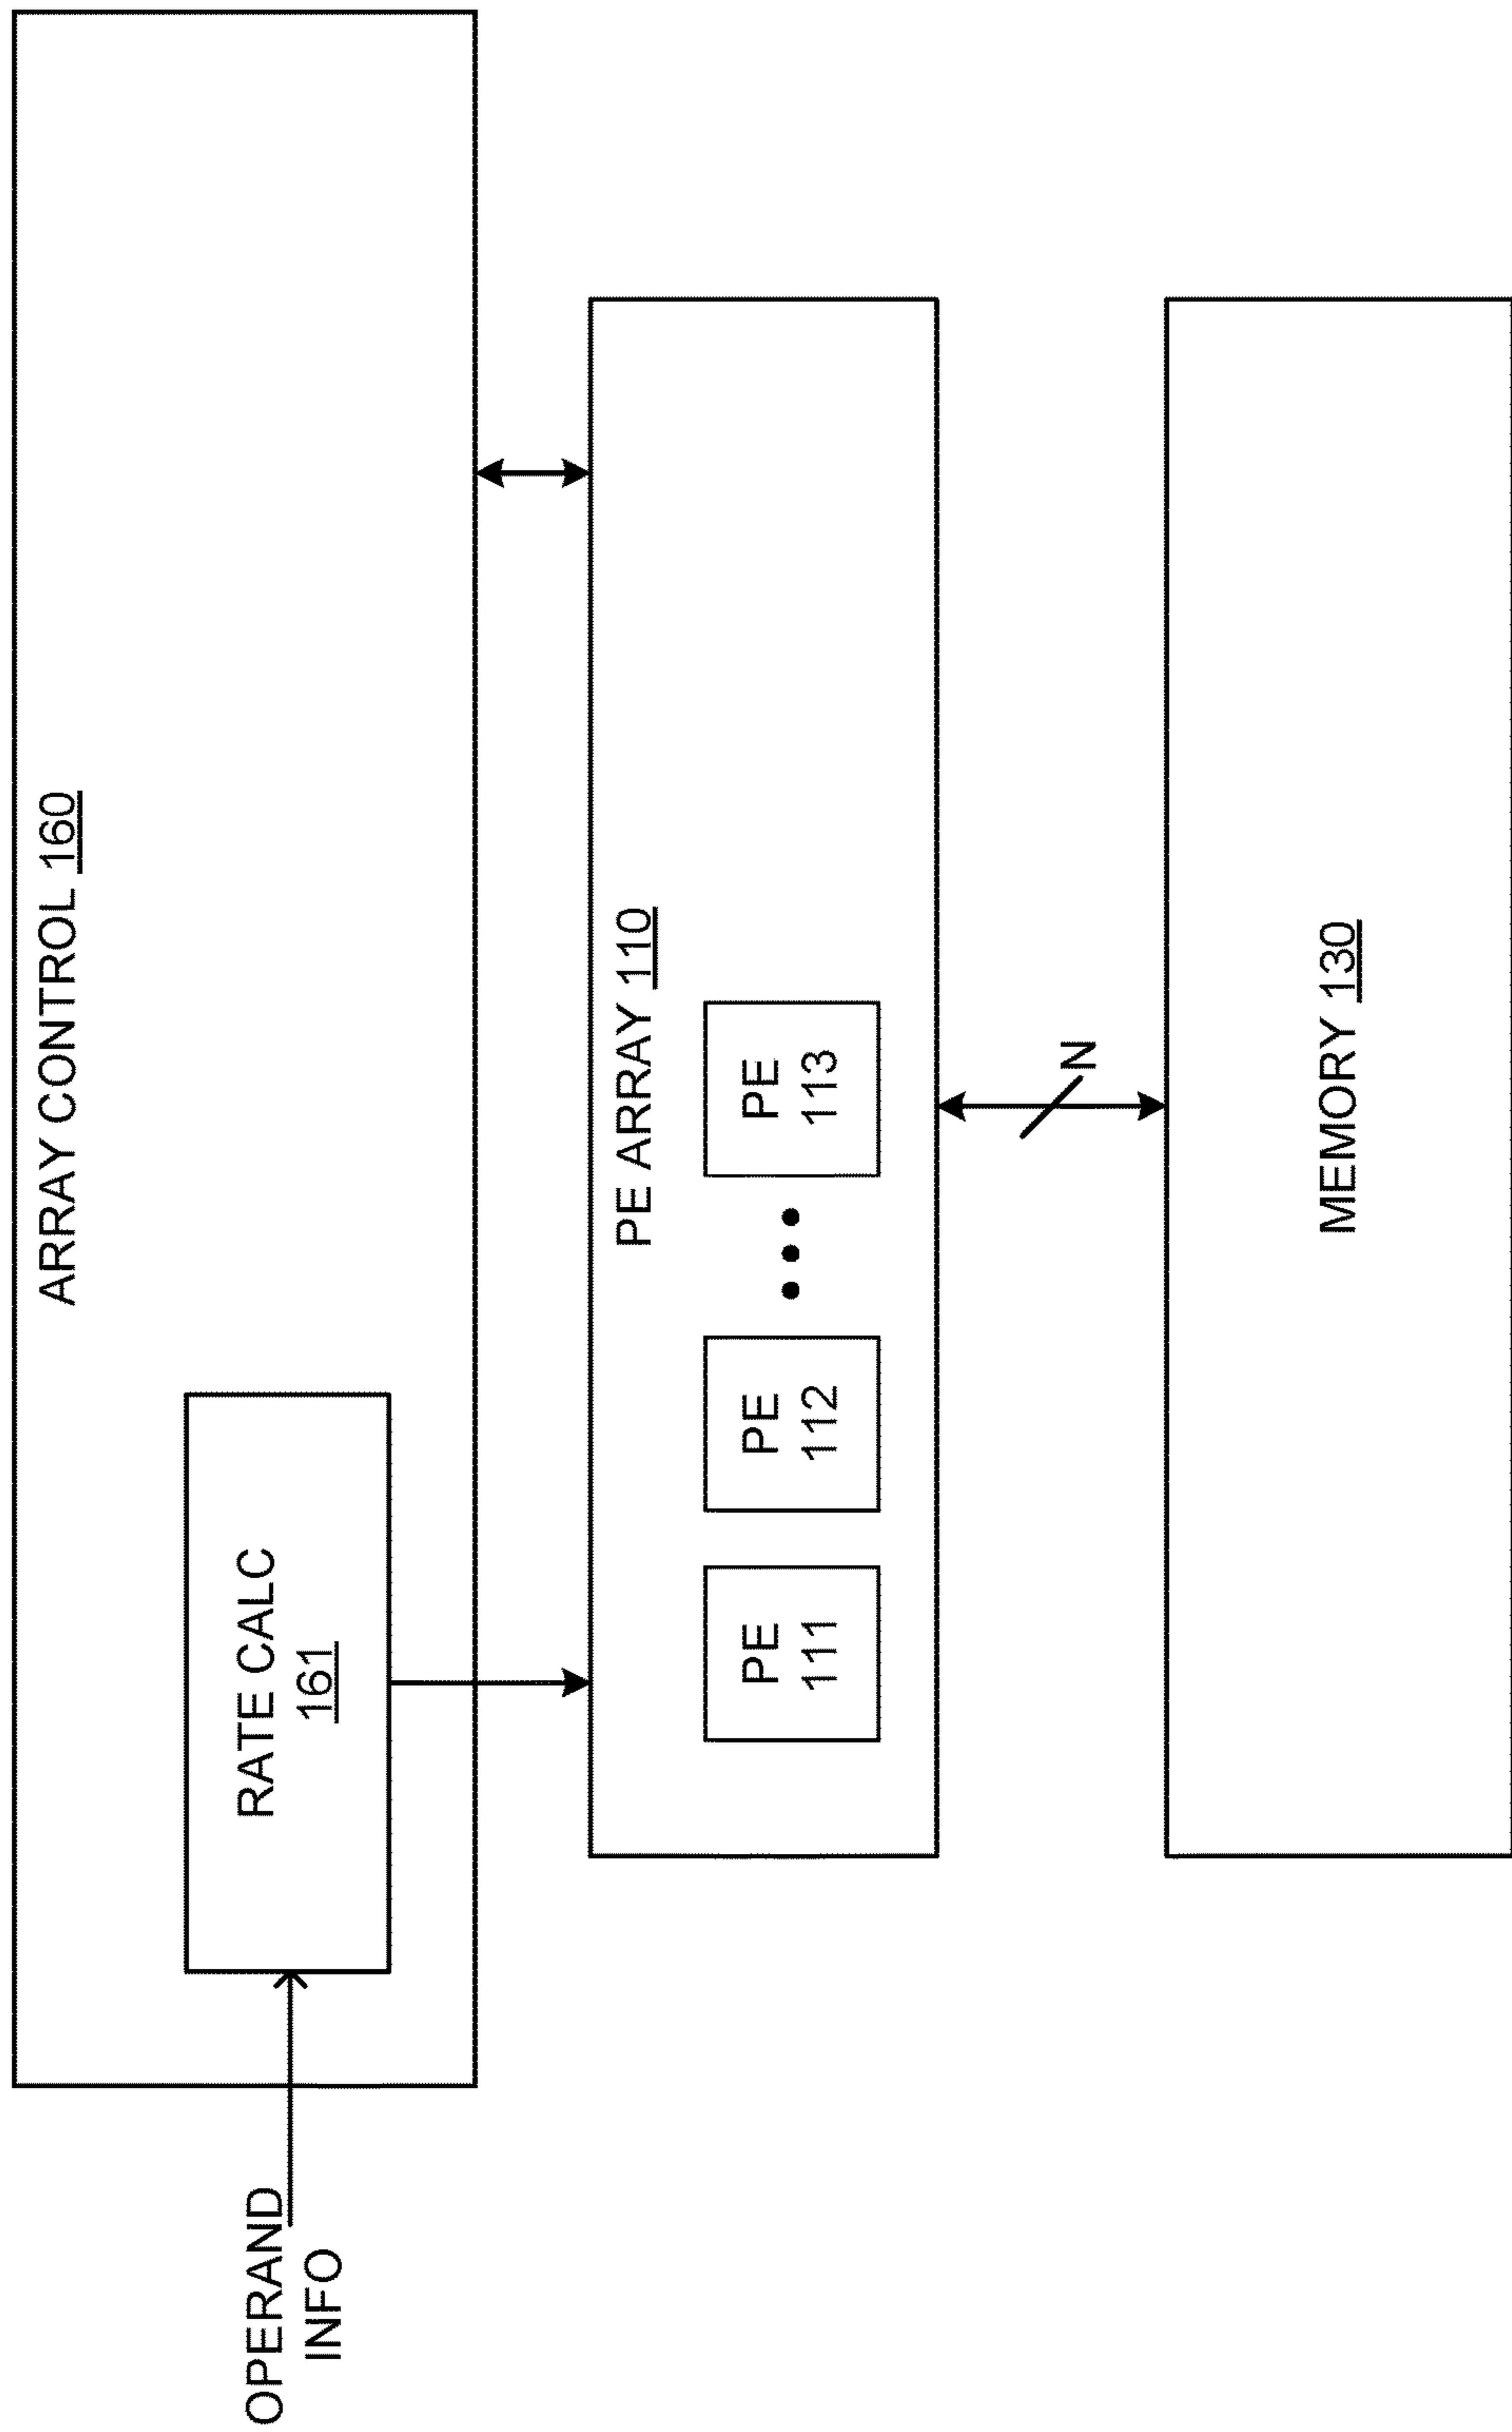 ARRAY CONTROL 160
OPERAND
INFO
RATE CALC
161
PE ARRAY 110
PE
111
PE
112
PE
113
N
MEMORY 130